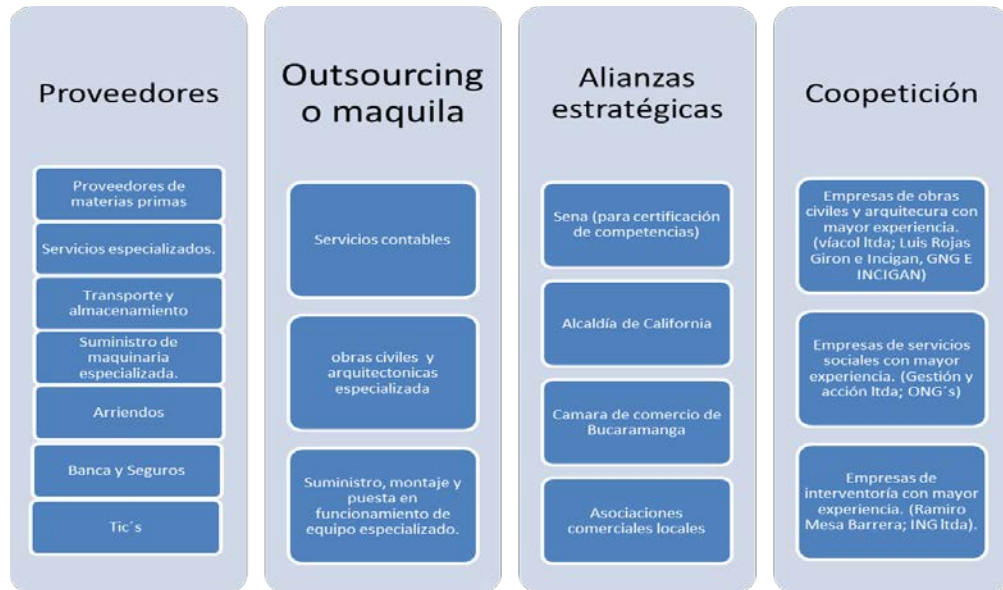 Proveedores
Proveedores de
materias primas
Servicios especializados.
Transporte y
almacenamiento
Suministro de
maquinaria
especializada.
Arriendos
Banca y Seguros
Tic´s
Outsourcing
o maquila
Servicios contables
obras civiles y
arquitectonicas
especializada
Suministro, montaje y
puesta en
funcionamiento de
equipo especializado.
Alianzas
estratégicas
Sena (para certificación
de competencias)
Alcaldía de California
Camara de comercio de
Bucaramanga
Asociaciones
comerciales locales
Coopetición
Empresas de obras
civiles y arquitecura con
mayor experiencia.
(víacol ltda; Luis Rojas
Giron e Incigan, GNG E
INCIGAN)
Empresas de servicios
sociales con mayor
experiencia. (Gestión y
acción ltda; ONG´s)
Empresas de
interventoría con mayor
experiencia. (Ramiro
Mesa Barrera; ING ltda).